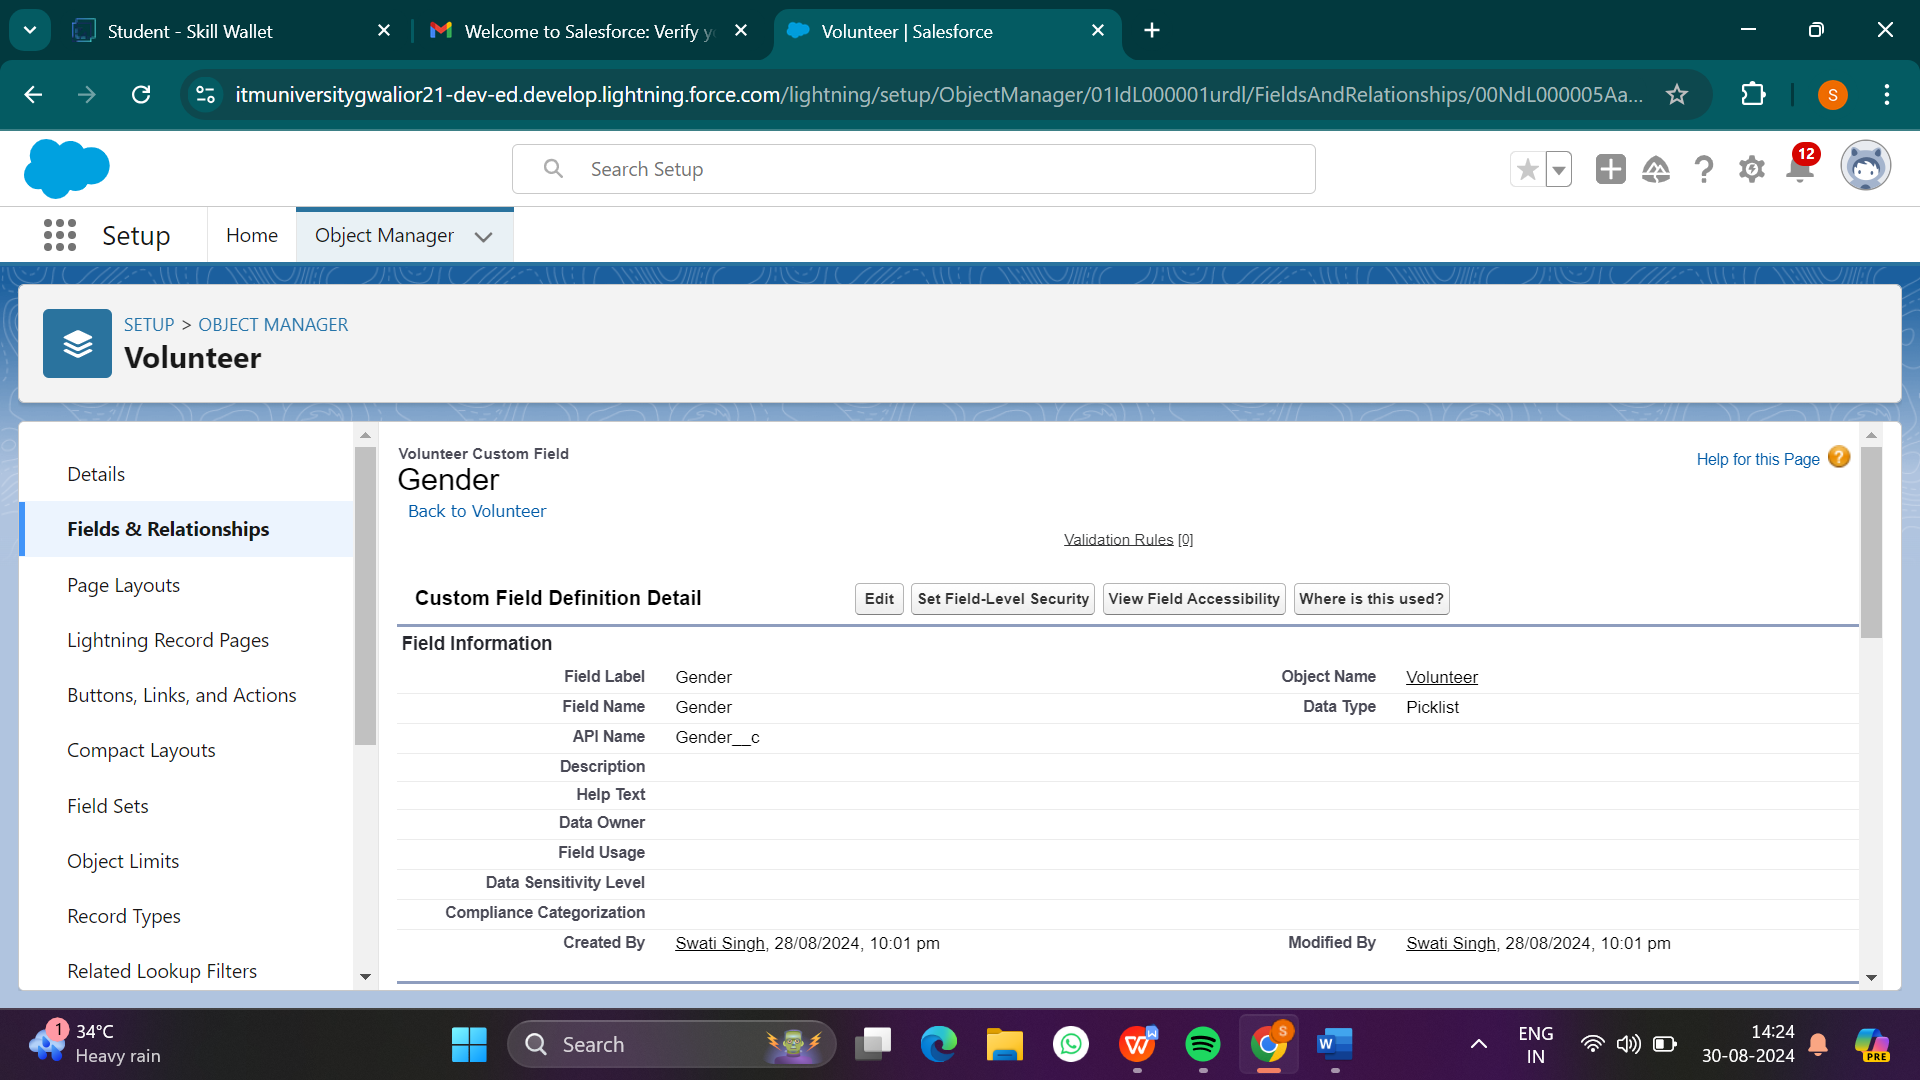 Student - Skill Wallet
Welcome to Salesforce: Verify yo
Volunteer | Salesforce
itmuniversitygwalior21-dev-ed.develop.lightning.force.com/lightning/setup/ObjectManager/01IdL000001urdl/FieldsAndRelationships/00NdL000005Aa...
S
Search Setup
12
Setup
Home
Object Manager
SETUP > OBJECT MANAGER
Volunteer
Details
Fields & Relationships
Page Layouts
Lightning Record Pages
Buttons, Links, and Actions
Compact Layouts
Field Sets
Object Limits
Record Types
Related Lookup Filters
Volunteer Custom Field
Gender
Back to Volunteer
Help for this Page
Validation Rules [0]
Custom Field Definition Detail
Edit
Set Field-Level Security
View Field Accessibility
Where is this used?
Field Information
Field Label Gender
Object Name Volunteer
Field Name Gender
Data Type Picklist
API Name Gender__c
Description
Help Text
Data Owner
Field Usage
Data Sensitivity Level
Compliance Categorization
Created By Swati Singh, 28/08/2024, 10:01 pm
Modified By Swati Singh, 28/08/2024, 10:01 pm
1
34°C
Heavy rain
Search
W
W
S
W
ENG
IN
14:24
30-08-2024
PRE